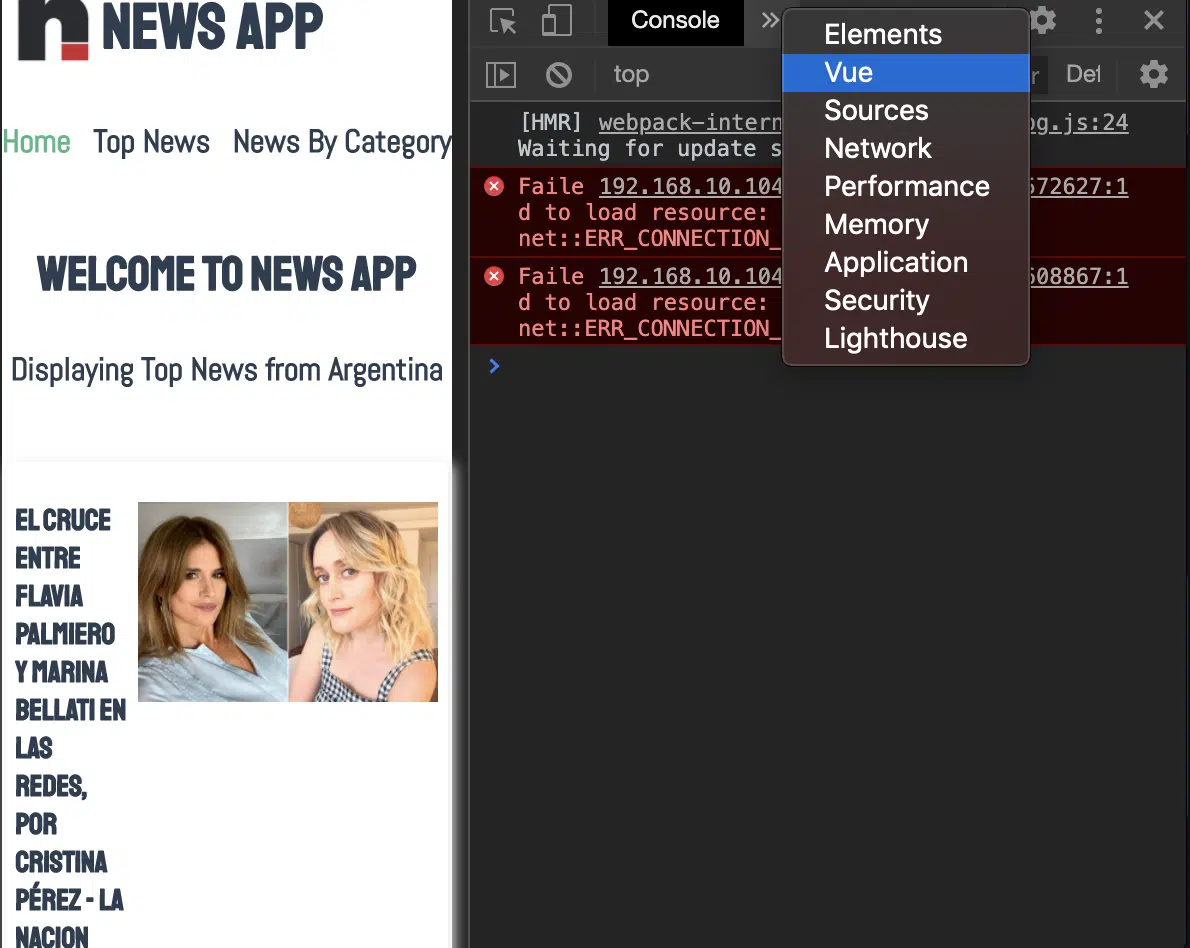 NEWS APP
Home Top News News By Category
WELCOME TO NEWS APP
Displaying Top News from Argentina
EL CRUCE
ENTRE
FLAVIA
PALMIERO
Y MARINA
BELLATI EN
LAS
REDES,
POR
CRISTINA
PÉREZ - LA
NACION
Console »
top
Def
[HMR] webpack-intern og.js:24
Waiting for update s
Faile 192.168.10.104 572627:1
d to load resource:
net::ERR_CONNECTION_
Faile 192.168.10.104 508867:1
d to load resource:
net::ERR_CONNECTION_
>
Elements
Vue
Sources
Network
Performance
Memory
Application
Security
Lighthouse